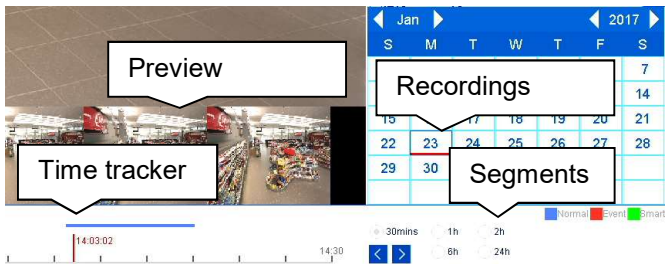 Jan 2017
S M T W T F S
7
14
15 17 18 19 20 21
22 23 24 25 26 27 28
29 30
Preview
Recordings
Time tracker
Segments
Normal Event Smart
14:03:02
14:30
30mins 1h 2h
6h 24h